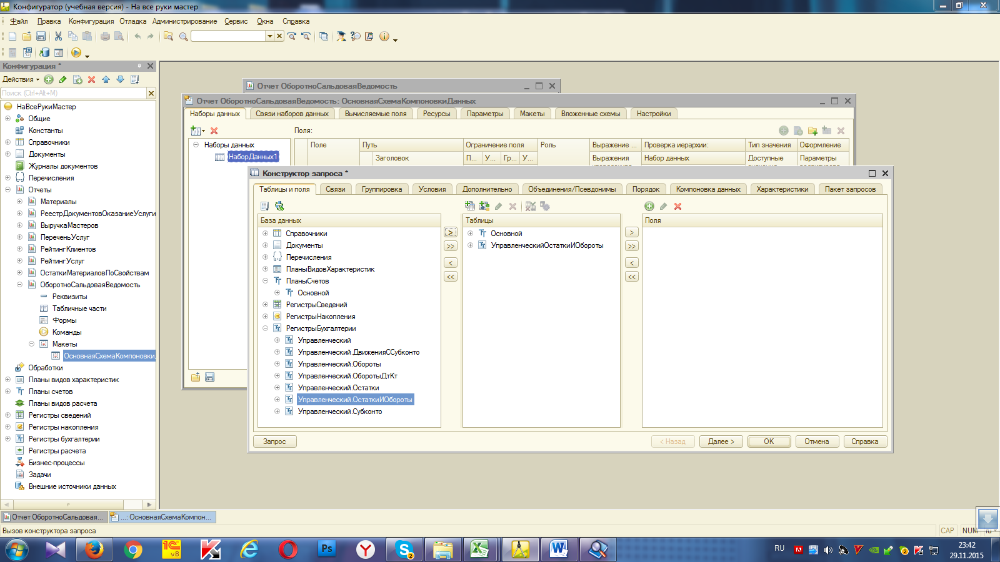 Конфигуратор (учебная версия) - На все руки мастер
Файл Правка Конфигурация Отладка Администрирование Сервис Окна Справка
Конфигурация *
Действия
Поиск (Ctrl+Alt+M)
НаВсеРукиМастер
Общие
Константы
Справочники
Документы
Журналы документов
Перечисления
Отчеты
Материалы
РеестрДокументовОказаниеУслуги
ВыручкаМастеров
ПереченьУслуг
РейтингКлиентов
РейтингУслуг
ОстаткиМатериаловПоСвойствам
ОборотноСальдоваяВедомость
Реквизиты
Табличные части
Формы
Команды
Макеты
ОсновнаяСхемаКомпоновки
Обработки
Планы видов характеристик
Планы счетов
Планы видов расчета
Регистры сведений
Регистры накопления
Регистры бухгалтерии
Регистры расчета
Бизнес-процессы
Задачи
Внешние источники данных
Отчет ОборотноСальдоваяВедомость
Отчет ОборотноСальдоваяВедомость: ОсновнаяСхемаКомпоновкиДанных
Наборы данных Связи наборов данных Вычисляемые поля Ресурсы Параметры Макеты Вложенные схемы Настройки
Поля:
Наборы данных
НаборДанных1
Поле Путь Ограничение поля Роль Выражение ... Проверка иерархии: Тип значения Оформление
Заголовок П... У... Гр... У... Выражения Набор данных Доступные Параметры
Конструктор запроса *
Таблицы и поля Связи Группировка Условия Дополнительно Объединения/Псевдонимы Порядок Компоновка данных Характеристики Пакет запросов
База данных
Справочники
Документы
Перечисления
ПланыВидовХарактеристик
ПланыСчетов
Основной
РегистрыСведений
РегистрыНакопления
РегистрыБухгалтерии
Управленческий
Управленческий.ДвиженияССубконто
Управленческий.Обороты
Управленческий.ОборотыДтКт
Управленческий.Остатки
Управленческий.ОстаткиИОбороты
Управленческий.Субконто
> >> < <<
Таблицы
Основной
УправленческийОстаткиИОбороты
> >> < <<
Поля
Запрос < Назад Далее > OK Отмена Справка
Отчет ОборотноСальдовая... ...: ОсновнаяСхемаКомпон...
Вызов конструктора запроса CAP NUM
1С v8 Ps 2 RU 2 23:42
29.11.2015